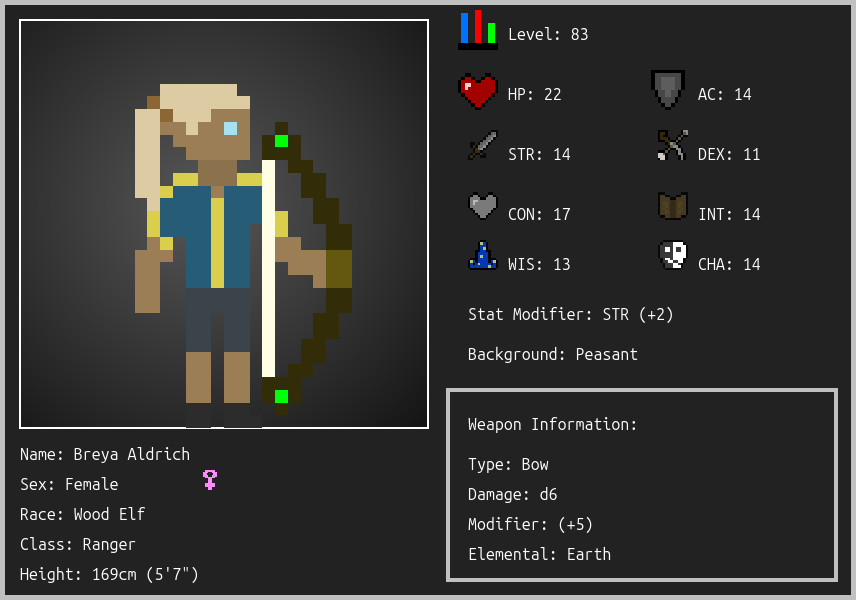 Level: 83
HP: 22
AC: 14
STR: 14
DEX: 11
CON: 17
INT: 14
WIS: 13
CHA: 14
Stat Modifier: STR (+2)
Background: Peasant
Weapon Information:
Type: Bow
Damage: d6
Modifier: (+5)
Elemental: Earth
Name: Breya Aldrich
Sex: Female
Race: Wood Elf
Class: Ranger
Height: 169cm (5'7")